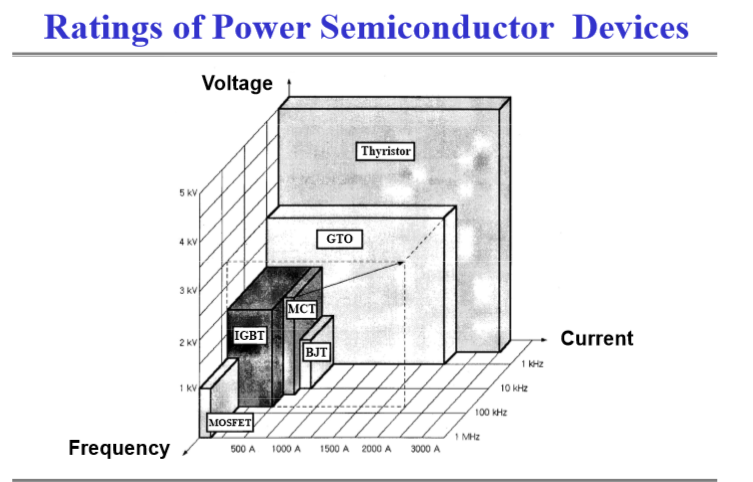 Ratings of Power Semiconductor Devices
Voltage
Thyristor
5 kV
GTO
4 kV
3 kV
MCT
IGBT
2 kV
BJT
Current
1 kHz
1 kV
10 kHz
100 kHz
MOSFET
1 MHz
Frequency
500 A 1000 A 1500 A 2000 A 3000 A